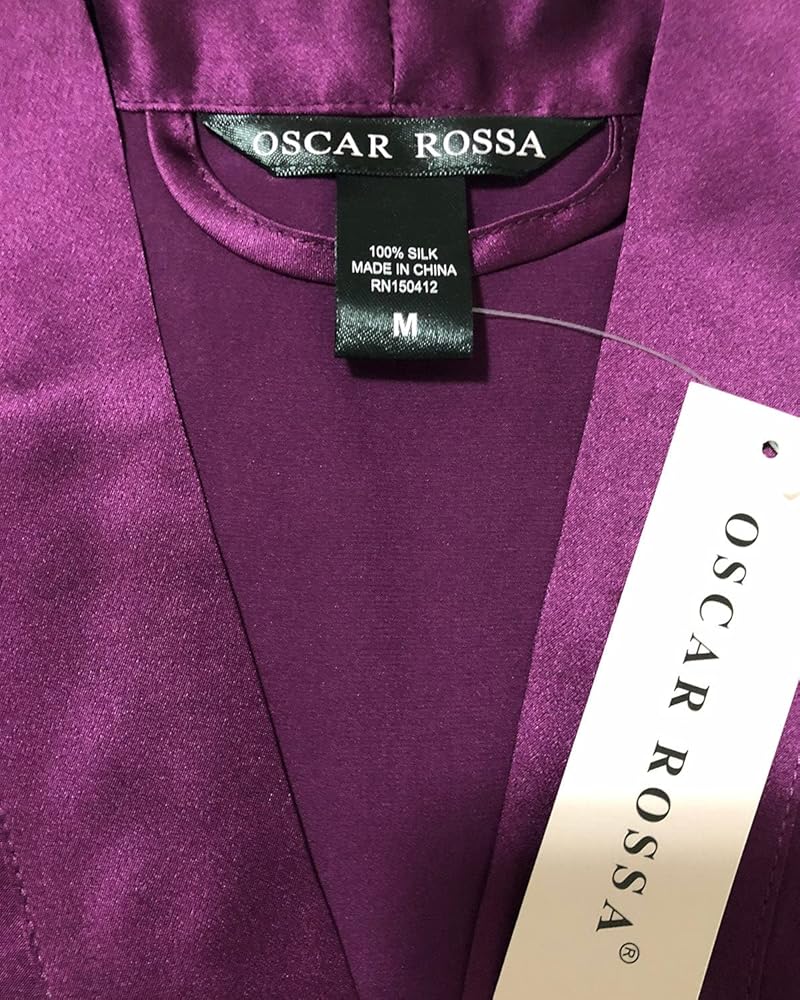 OSCAR ROSSA
100% SILK
MADE IN CHINA
RN150412
M
OSCAR ROSSA®